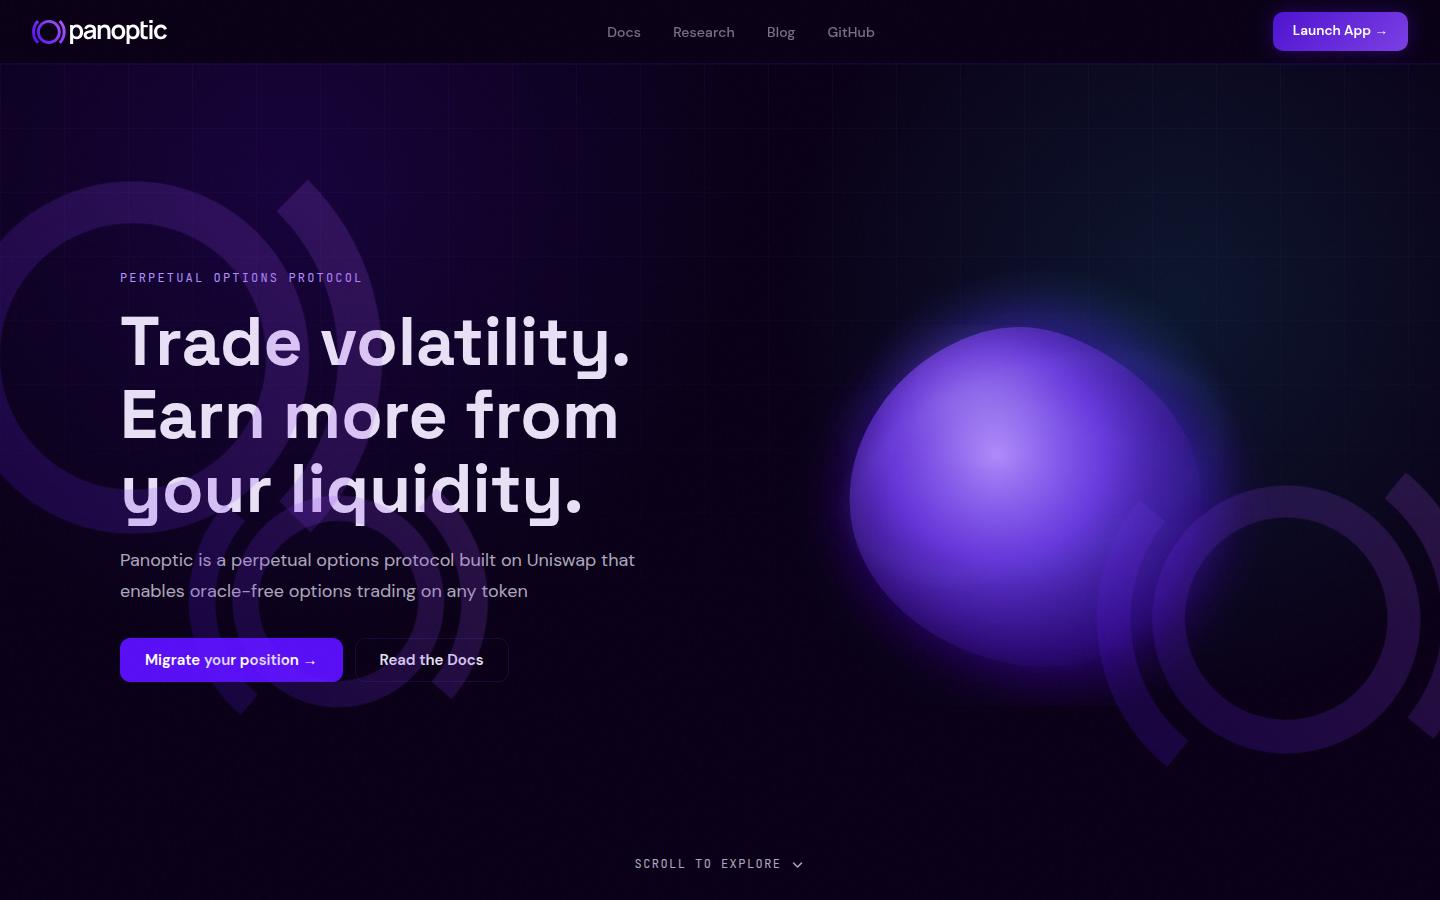 panoptic
Docs
Research
Blog
GitHub
Launch App →
PERPETUAL OPTIONS PROTOCOL
Trade volatility.
Earn more from
your liquidity.
Panoptic is a perpetual options protocol built on Uniswap that
enables oracle-free options trading on any token
Migrate your position →
Read the Docs
SCROLL TO EXPLORE